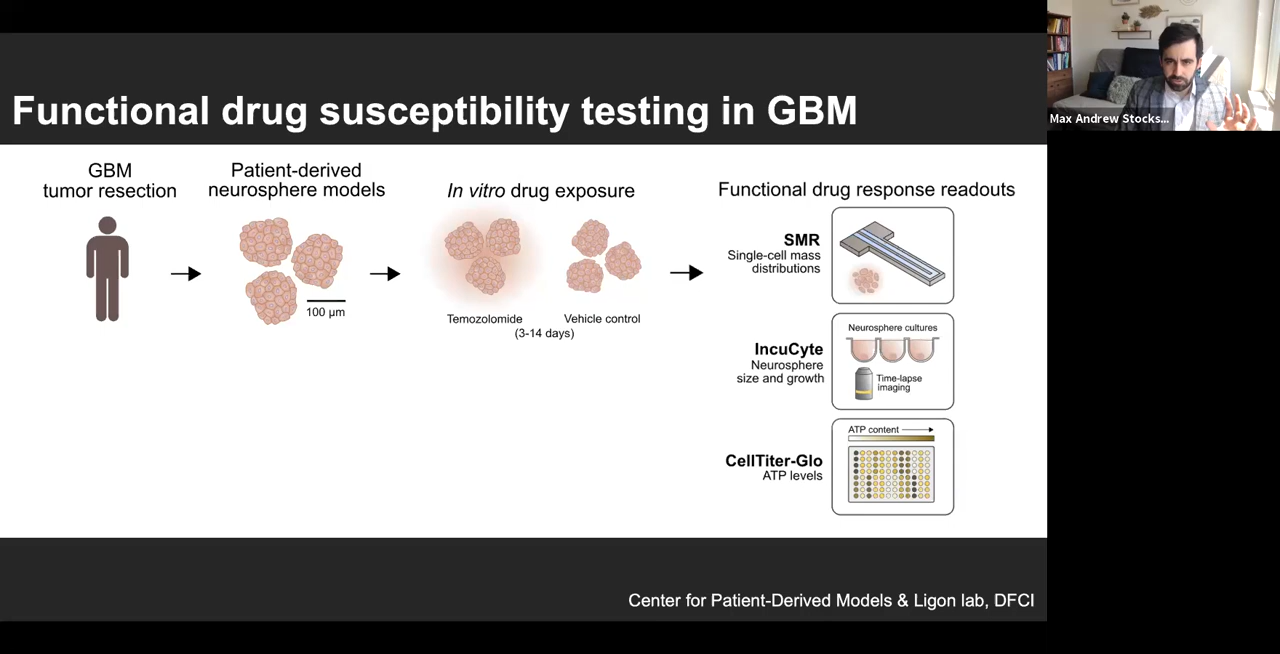 Functional drug susceptibility testing in GBM
Max Andrew Stocks...
GBM
tumor resection
Patient-derived
neurosphere models
100 µm
In vitro drug exposure
Temozolomide
Vehicle control
(3-14 days)
Functional drug response readouts
SMR
Single-cell mass
distributions
IncuCyte
Neurosphere
size and growth
Neurosphere cultures
Time-lapse
imaging
CellTiter-Glo
ATP levels
ATP content
Center for Patient-Derived Models & Ligon lab, DFCI